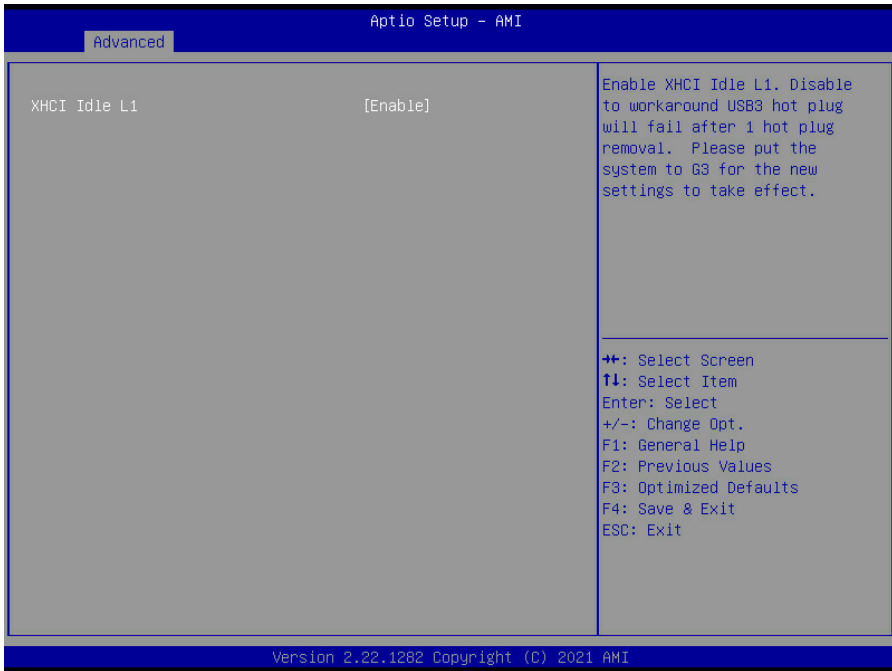 Aptio Setup – AMI
Advanced
XHCI Idle L1 [Enable]
Enable XHCI Idle L1. Disable
to workaround USB3 hot plug
will fail after 1 hot plug
removal. Please put the
system to G3 for the new
settings to take effect.
→←: Select Screen
↑↓: Select Item
Enter: Select
+/-: Change Opt.
F1: General Help
F2: Previous Values
F3: Optimized Defaults
F4: Save & Exit
ESC: Exit
Version 2.22.1282 Copyright (C) 2021 AMI